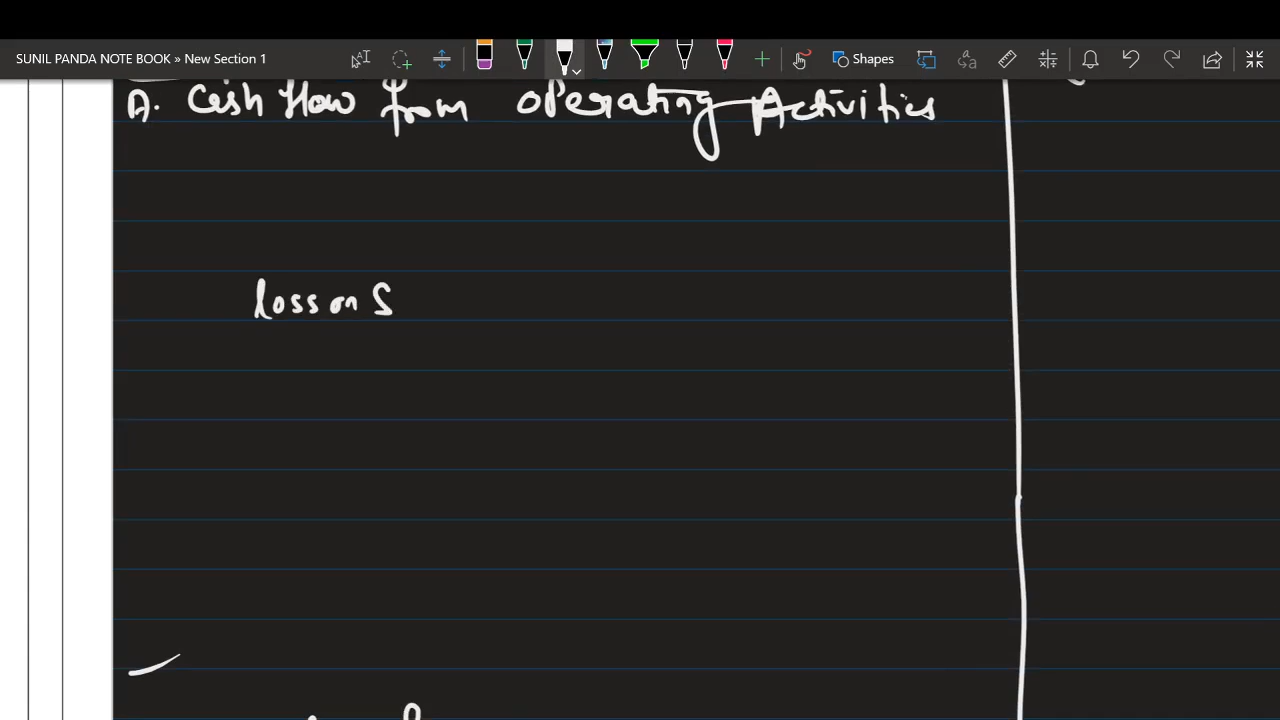 SUNIL PANDA NOTE BOOK » New Section 1
Shapes
A. Cash flow from operating Activities
loss on S